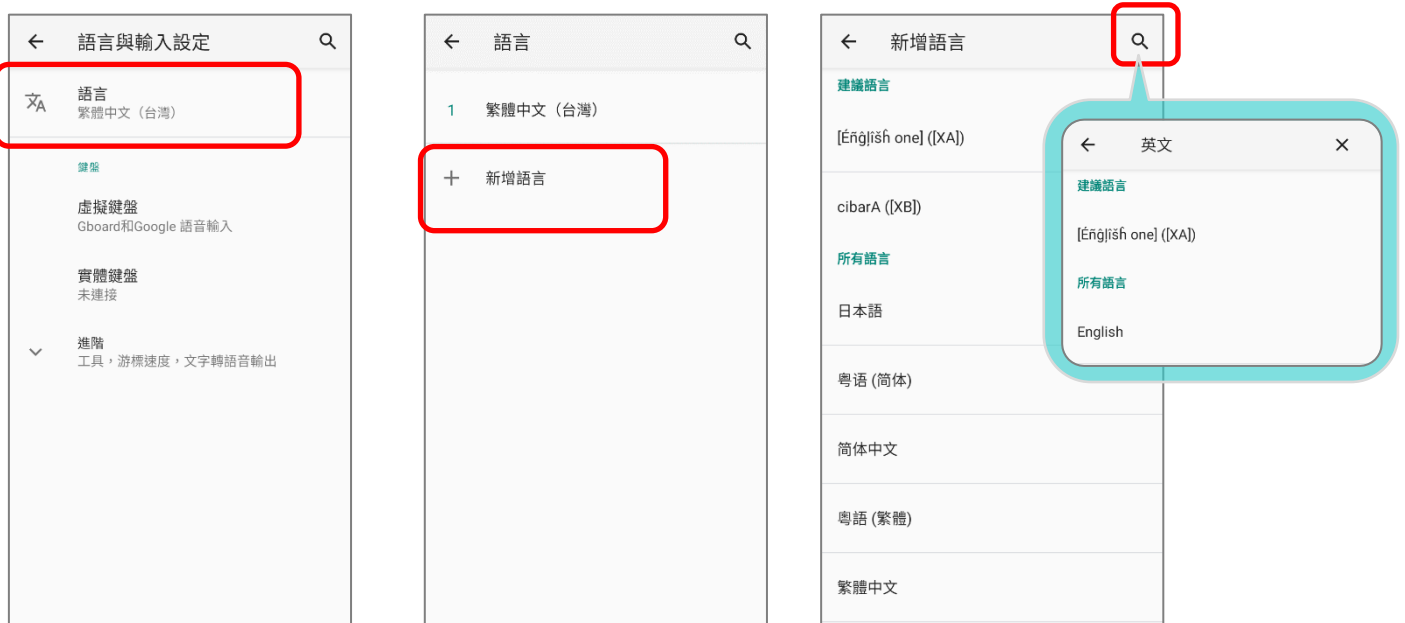 語言與輸入設定
語言
繁體中文（台灣）
鍵盤
虛擬鍵盤
Gboard和Google 語音輸入
實體鍵盤
未連接
進階
工具，游標速度，文字轉語音輸出
語言
1 繁體中文（台灣）
新增語言
新增語言
建議語言
[Éñĝļîšĥ one] ([XA])
cibarA ([XB])
所有語言
日本語
粤语 (简体)
简体中文
粵語 (繁體)
繁體中文
英文
建議語言
[Éñĝļîšĥ one] ([XA])
所有語言
English